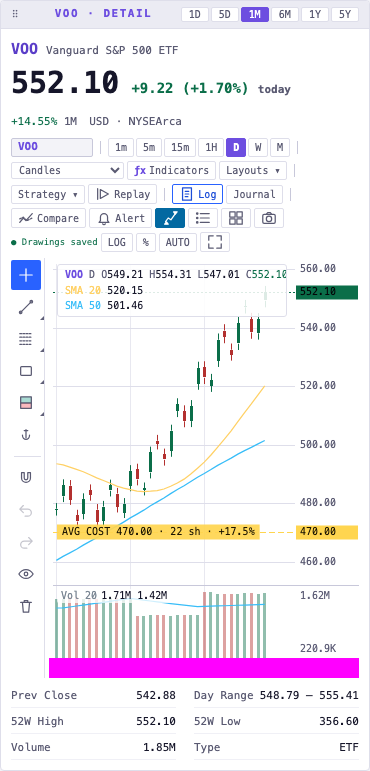 VOO · DETAIL 1D 5D 1M 6M 1Y 5Y
VOO Vanguard S&P 500 ETF
552.10 +9.22 (+1.70%) today
+14.55% 1M USD · NYSEArca
VOO 1m 5m 15m 1H D W M
Candles ƒx Indicators Layouts ▾
Strategy ▾ Replay Log Journal
Compare Alert
● Drawings saved LOG % AUTO
VOO D O549.21 H554.31 L547.01 C552.10
SMA 20 520.15
SMA 50 501.46
560.00
552.10
540.00
520.00
500.00
480.00
AVG COST 470.00 · 22 sh · +17.5% 470.00
460.00
Vol 20 1.71M 1.42M 1.62M
220.9K
Prev Close 542.88 Day Range 548.79 – 555.41
52W High 552.10 52W Low 356.60
Volume 1.85M Type ETF